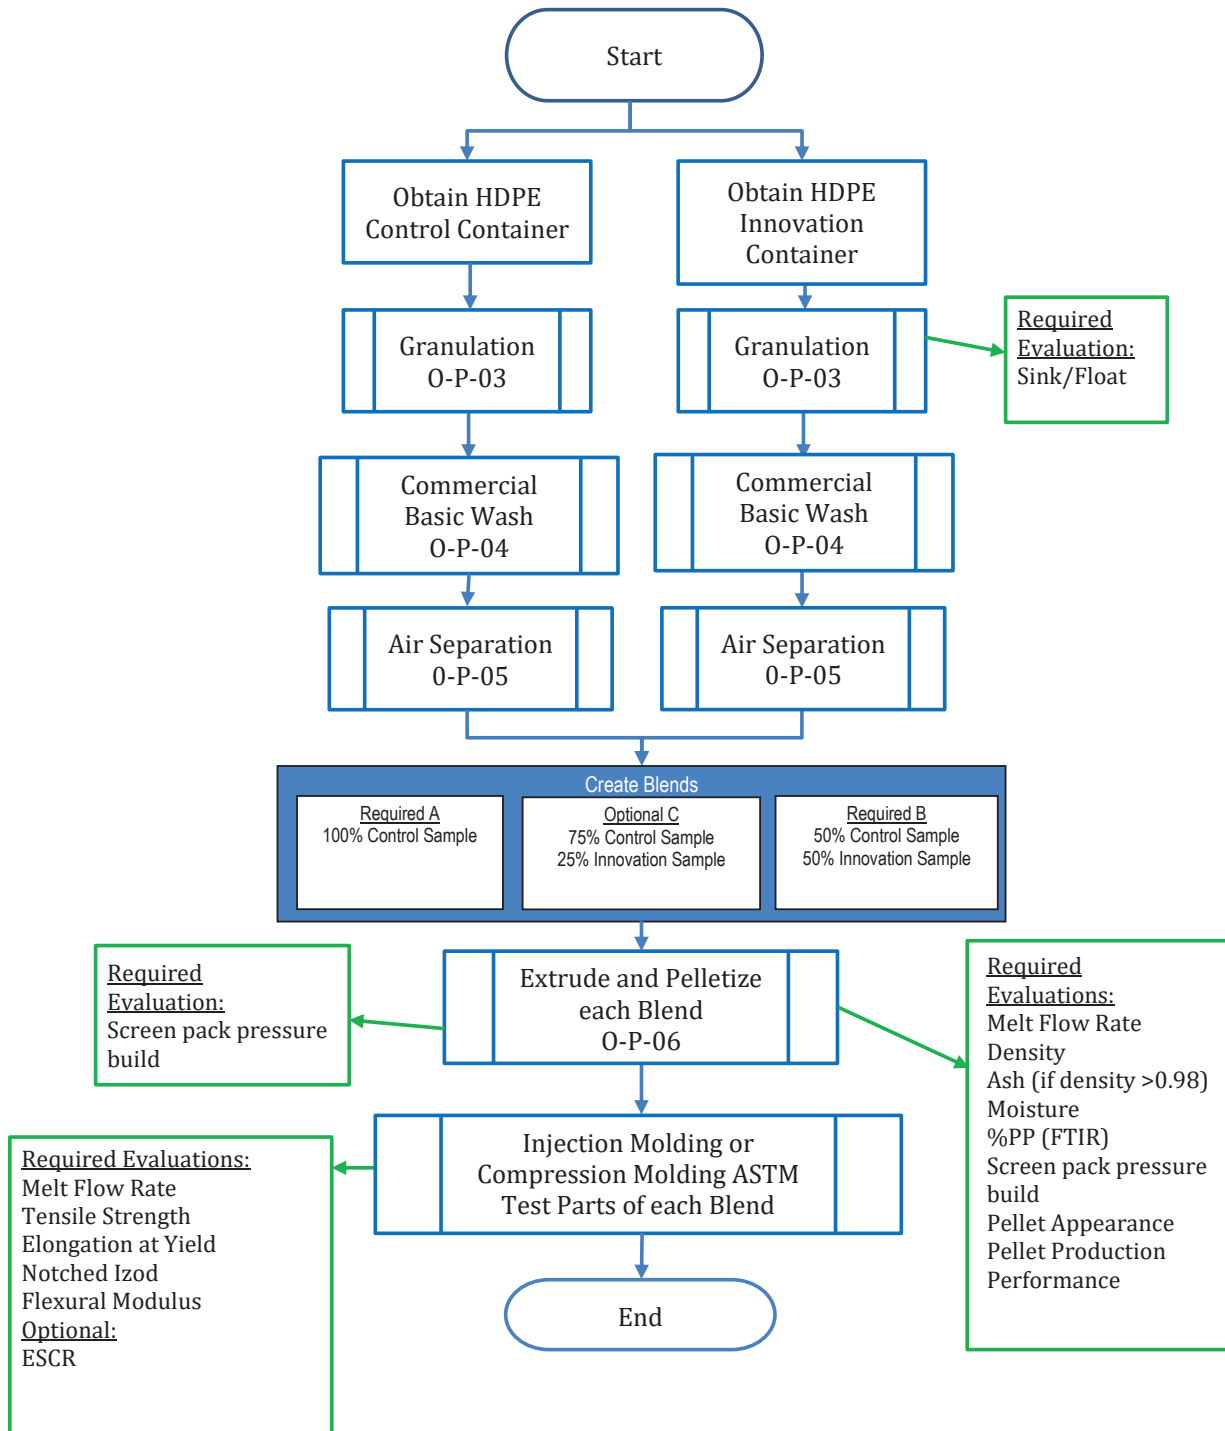 Start
Obtain HDPE
Control Container
Obtain HDPE
Innovation
Container
Granulation
O-P-03
Granulation
O-P-03
Required
Evaluation:
Sink/Float
Commercial
Basic Wash
O-P-04
Commercial
Basic Wash
O-P-04
Air Separation
0-P-05
Air Separation
0-P-05
Create Blends
Required A
100% Control Sample
Optional C
75% Control Sample
25% Innovation Sample
Required B
50% Control Sample
50% Innovation Sample
Required
Evaluation:
Screen pack pressure
build
Extrude and Pelletize
each Blend
O-P-06
Required
Evaluations:
Melt Flow Rate
Density
Ash (if density >0.98)
Moisture
%PP (FTIR)
Screen pack pressure
build
Pellet Appearance
Pellet Production
Performance
Required Evaluations:
Melt Flow Rate
Tensile Strength
Elongation at Yield
Notched Izod
Flexural Modulus
Optional:
ESCR
Injection Molding or
Compression Molding ASTM
Test Parts of each Blend
End